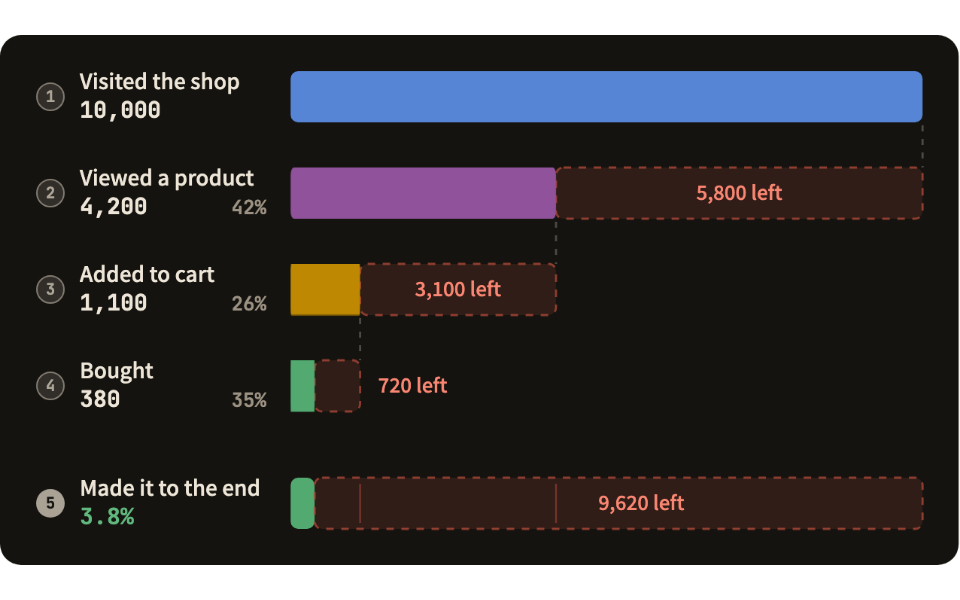 1
Visited the shop
10,000
2
Viewed a product
4,200
42%
5,800 left
3
Added to cart
1,100
26%
3,100 left
4
Bought
380
35%
720 left
5
Made it to the end
3.8%
9,620 left